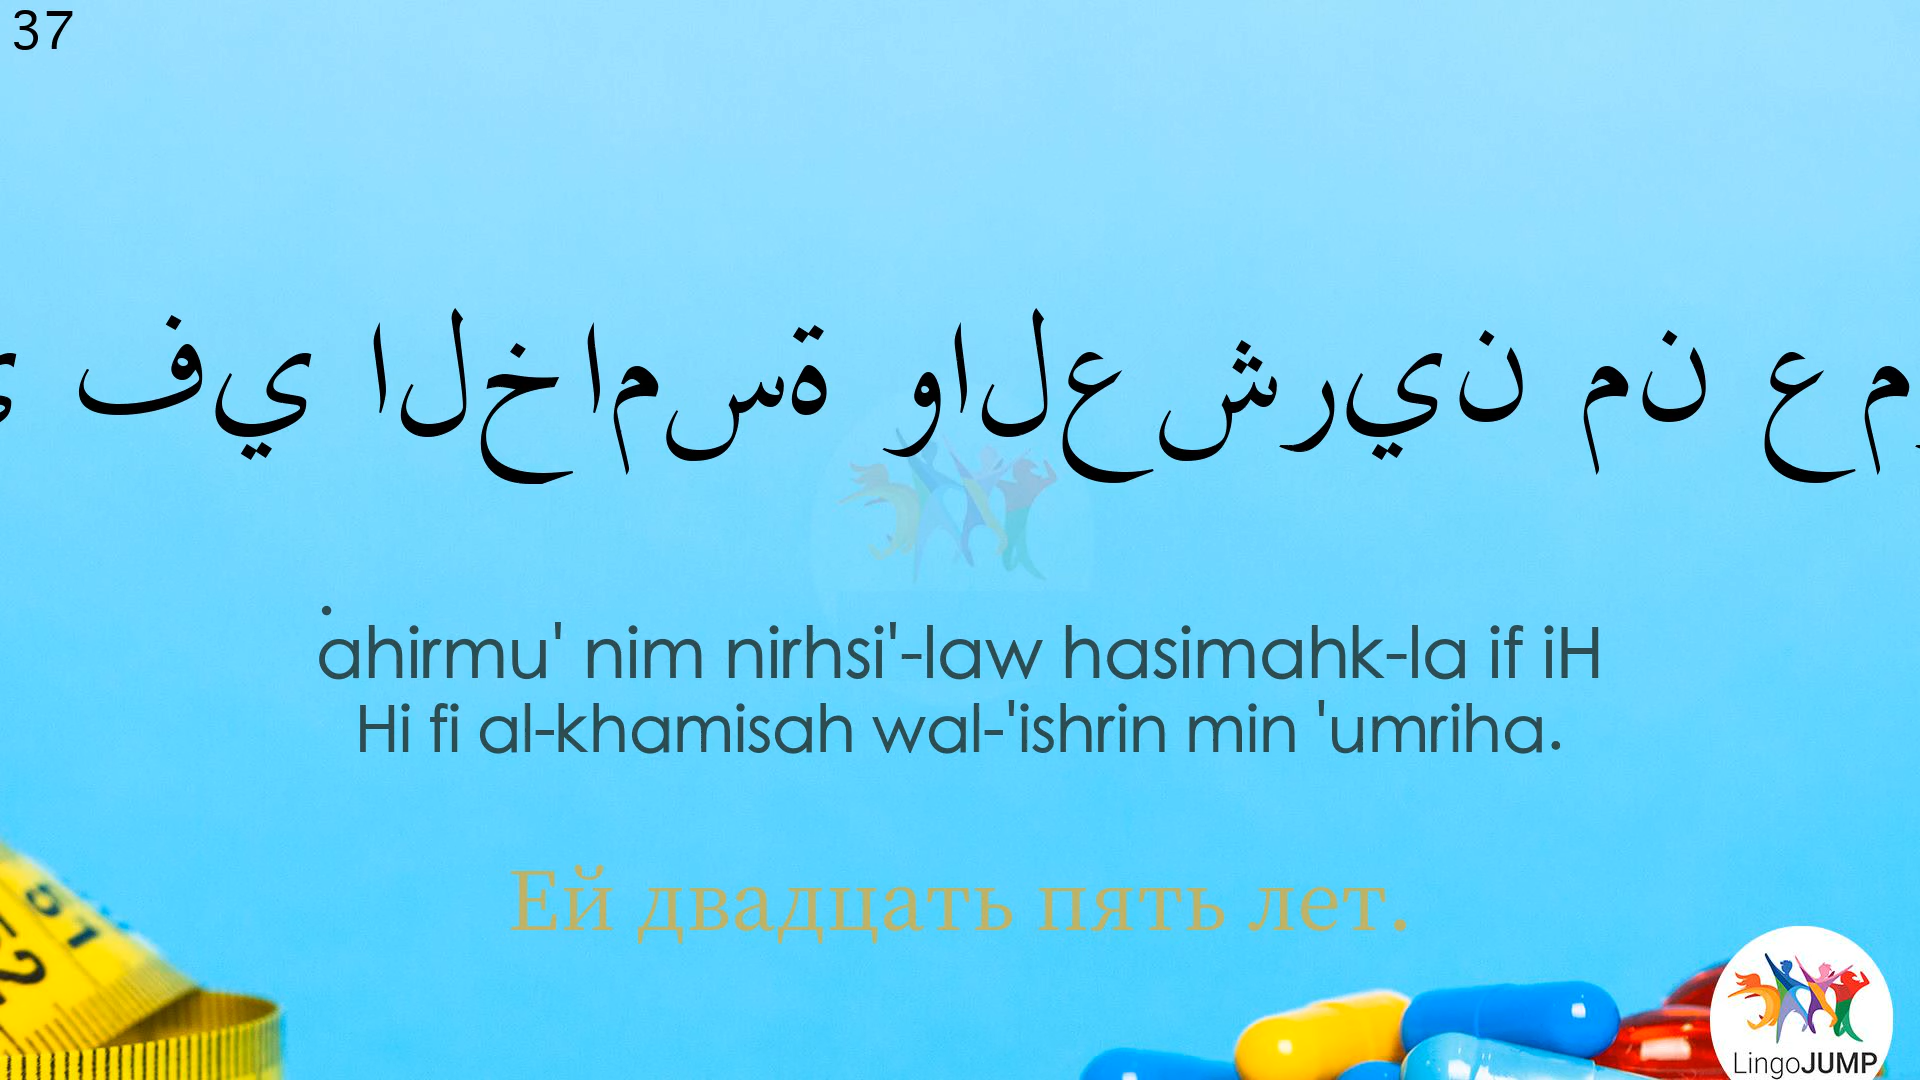 37
في الخامسة والعشرين من
.ahirmu' nim nirhsi'-law hasimahk-la if iH
Hi fi al-khamisah wal-'ishrin min 'umriha.
Ей двадцать пять лет.
LingoJUMP